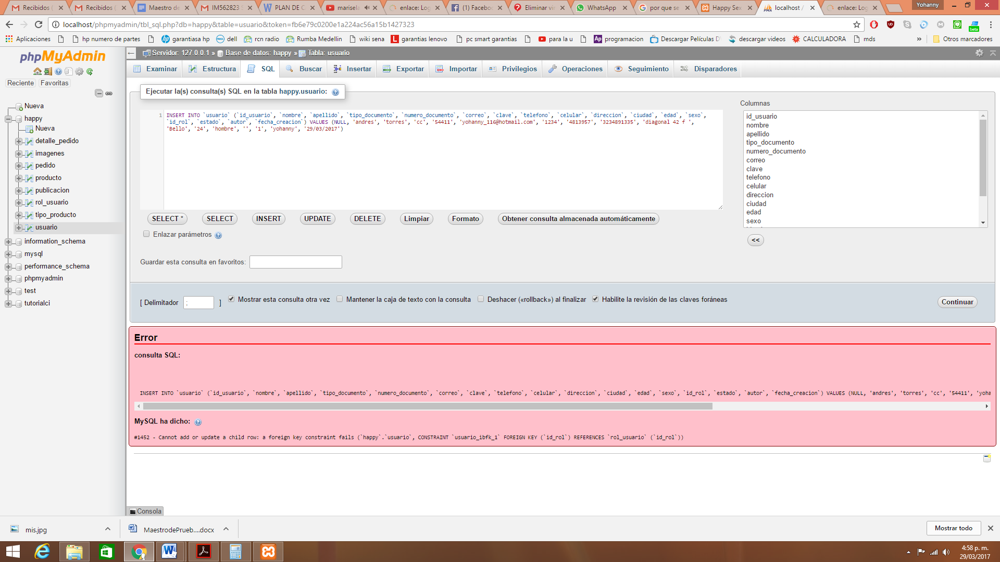 Recibidos (
Recibidos (
Maestro de
IM562823 S
PLAN DE C
marisela
enlace: Log
(1) Faceboo
Eliminar vir
WhatsApp
por que se
Happy Sex
localhost /
enlace: Log
Yohanny
localhost/phpmyadmin/tbl_sql.php?db=happy&table=usuario&token=fb6e79c0200e1a224ac56a15b1427323
Aplicaciones
hp numero de partes
garantiasa hp
dell
rcn radio
Rumba Medellin
wiki sena
garantias lenovo
pc smart garantias
para la u
programacion
Descargar Películas D
descargar videos
CALCULADORA
mds
»
Otros marcadores
phpMyAdmin
Reciente
Favoritas
Nueva
happy
Nueva
detalle_pedido
imagenes
pedido
producto
publicacion
rol_usuario
tipo_producto
usuario
information_schema
mysql
performance_schema
phpmyadmin
test
tutorialci
Servidor: 127.0.0.1 » Base de datos: happy » Tabla: usuario
Examinar
Estructura
SQL
Buscar
Insertar
Exportar
Importar
Privilegios
Operaciones
Seguimiento
Disparadores
Ejecutar la(s) consulta(s) SQL en la tabla happy.usuario:
1 INSERT INTO `usuario` (`id_usuario`, `nombre`, `apellido`, `tipo_documento`, `numero_documento`, `correo`, `clave`, `telefono`, `celular`, `direccion`, `ciudad`, `edad`, `sexo`,
`id_rol`, `estado`, `autor`, `fecha_creacion`) VALUES (NULL, 'andres', 'torres', 'cc', '54411', 'yohanny_116@hotmail.com', '1234', '4813957', '3234891335', 'diagonal 42 f ',
'Bello', '24', 'hombre', '', '1', 'yohanny', '29/03/2017')
Columnas
id_usuario
nombre
apellido
tipo_documento
numero_documento
correo
clave
telefono
celular
direccion
ciudad
edad
sexo
SELECT *
SELECT
INSERT
UPDATE
DELETE
Limpiar
Formato
Obtener consulta almacenada automáticamente
<<
Enlazar parámetros
Guardar esta consulta en favoritos:
[ Delimitador ; ]
Mostrar esta consulta otra vez
Mantener la caja de texto con la consulta
Deshacer («rollback») al finalizar
Habilite la revisión de las claves foráneas
Continuar
Error
consulta SQL:
INSERT INTO `usuario` (`id_usuario`, `nombre`, `apellido`, `tipo_documento`, `numero_documento`, `correo`, `clave`, `telefono`, `celular`, `direccion`, `ciudad`, `edad`, `sexo`, `id_rol`, `estado`, `autor`, `fecha_creacion`) VALUES (NULL, 'andres', 'torres', 'cc', '54411', 'yoha
MySQL ha dicho:
#1452 - Cannot add or update a child row: a foreign key constraint fails (`happy`.`usuario`, CONSTRAINT `usuario_ibfk_1` FOREIGN KEY (`id_rol`) REFERENCES `rol_usuario` (`id_rol`))
Consola
mis.jpg
MaestrodePrueb....docx
Mostrar todo
4:58 p. m.
29/03/2017